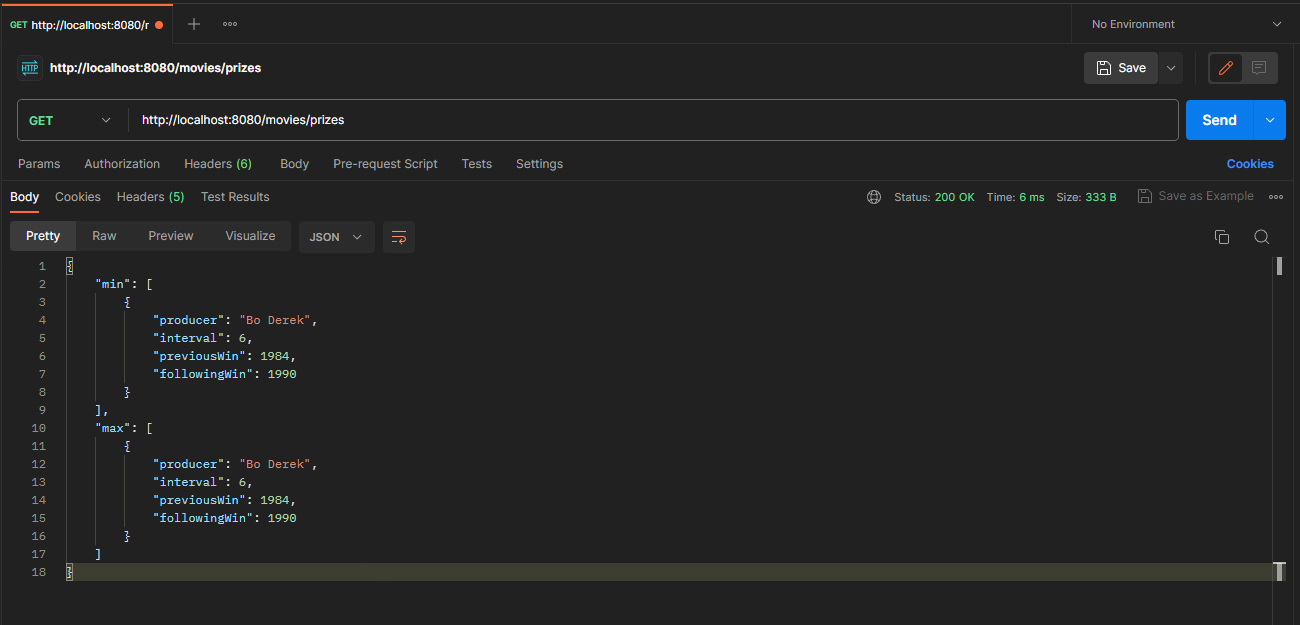 GET http://localhost:8080/r
No Environment
HTTP http://localhost:8080/movies/prizes
Save
GET http://localhost:8080/movies/prizes Send
Params Authorization Headers (6) Body Pre-request Script Tests Settings Cookies
Body Cookies Headers (5) Test Results Status: 200 OK Time: 6 ms Size: 333 B Save as Example
Pretty Raw Preview Visualize JSON
1 {
2 "min": [
3 {
4 "producer": "Bo Derek",
5 "interval": 6,
6 "previousWin": 1984,
7 "followingWin": 1990
8 }
9 ],
10 "max": [
11 {
12 "producer": "Bo Derek",
13 "interval": 6,
14 "previousWin": 1984,
15 "followingWin": 1990
16 }
17 ]
18 }